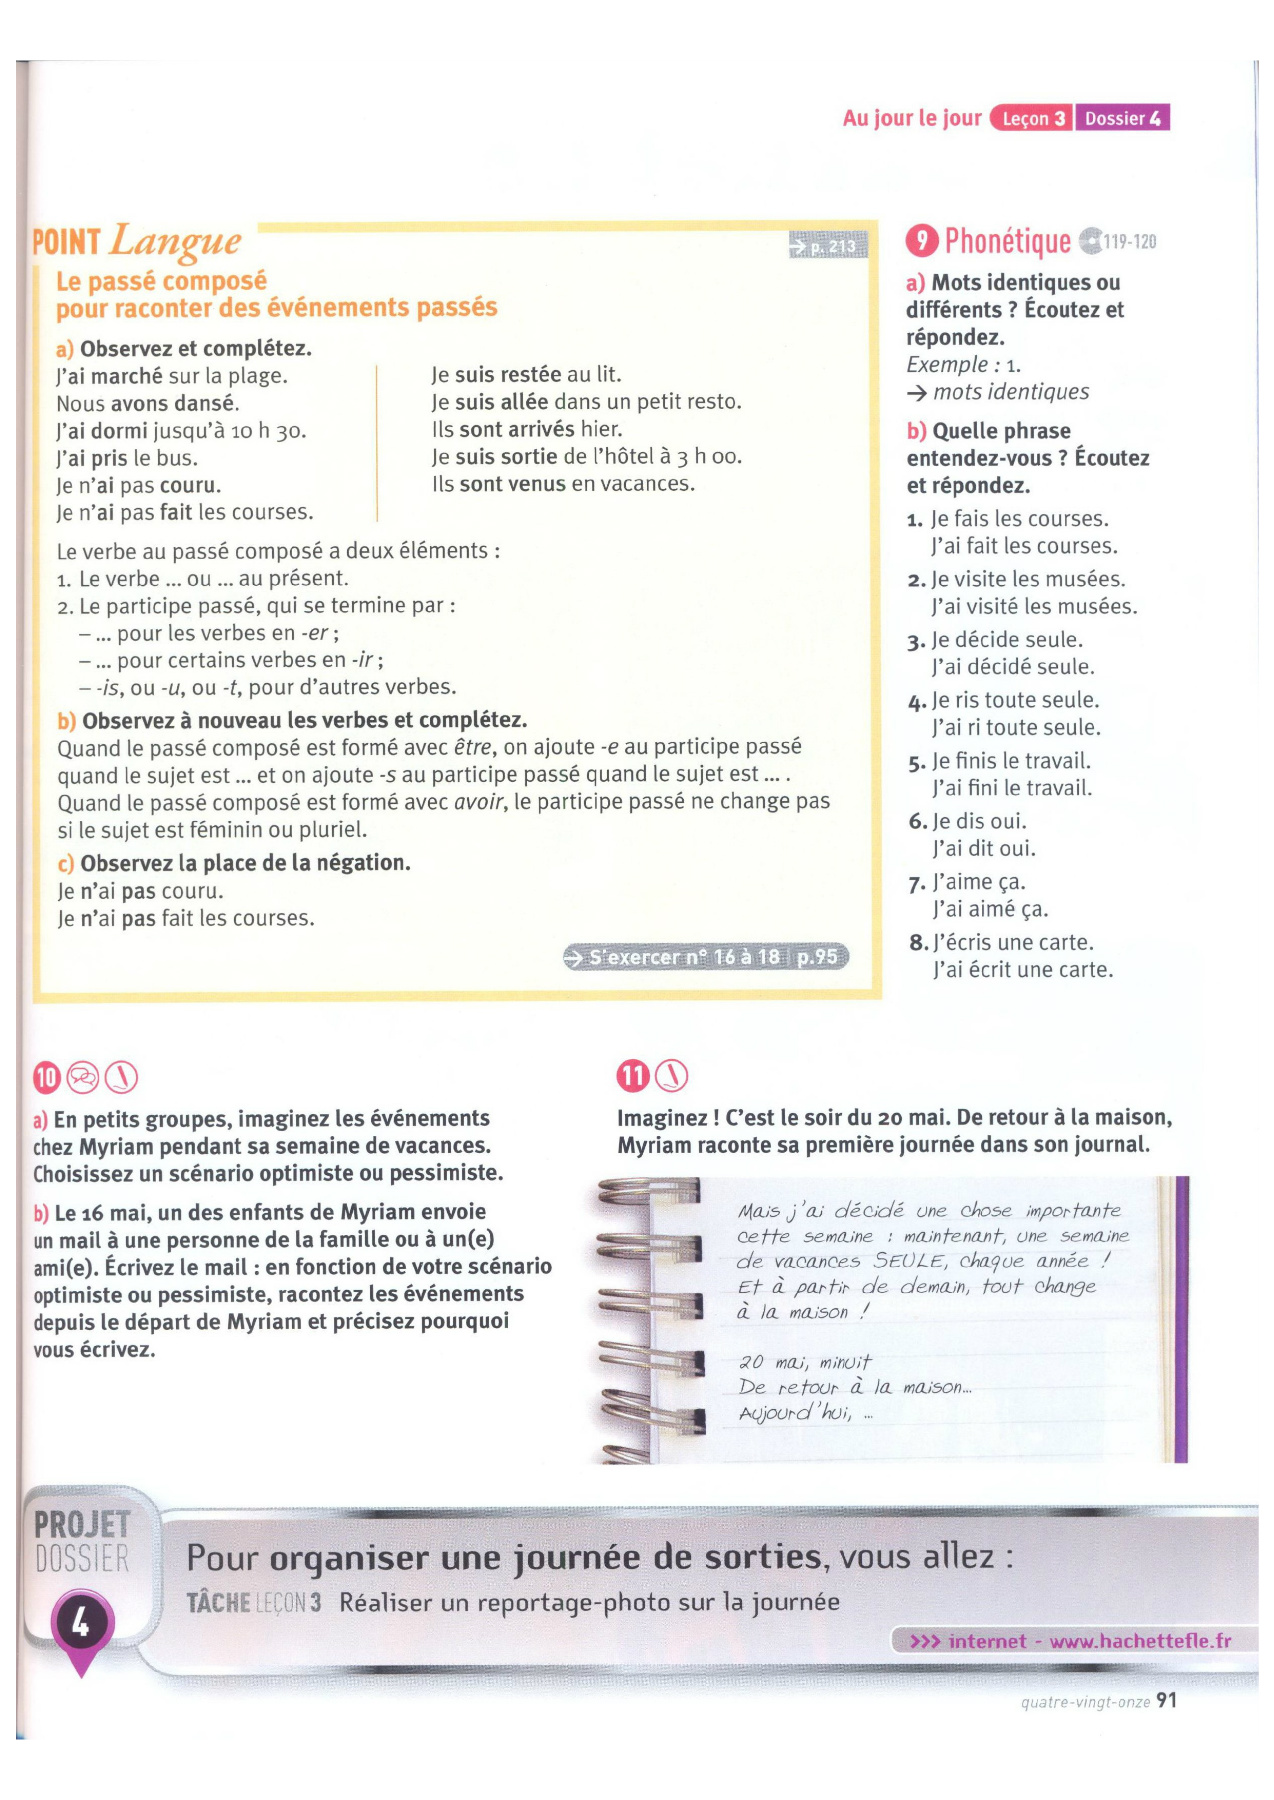 Au jour le jour Leçon 3 Dossier 4
POINT Langue
→ p. 213
Le passé composé
pour raconter des événements passés
a) Observez et complétez.
J'ai marché sur la plage.
Nous avons dansé.
J'ai dormi jusqu'à 10 h 30.
J'ai pris le bus.
Je n'ai pas couru.
Je n'ai pas fait les courses.
Je suis restée au lit.
Je suis allée dans un petit resto.
Ils sont arrivés hier.
Je suis sortie de l'hôtel à 3 h 00.
Ils sont venus en vacances.
Le verbe au passé composé a deux éléments :
1. Le verbe ... ou ... au présent.
2. Le participe passé, qui se termine par :
– ... pour les verbes en -er ;
– ... pour certains verbes en -ir ;
– -is, ou -u, ou -t, pour d'autres verbes.
b) Observez à nouveau les verbes et complétez.
Quand le passé composé est formé avec être, on ajoute -e au participe passé
quand le sujet est ... et on ajoute -s au participe passé quand le sujet est ... .
Quand le passé composé est formé avec avoir, le participe passé ne change pas
si le sujet est féminin ou pluriel.
c) Observez la place de la négation.
Je n'ai pas couru.
Je n'ai pas fait les courses.
→ S'exercer n° 16 à 18 p.95
9 Phonétique 119-120
a) Mots identiques ou
différents ? Écoutez et
répondez.
Exemple : 1.
→ mots identiques
b) Quelle phrase
entendez-vous ? Écoutez
et répondez.
1. Je fais les courses.
J'ai fait les courses.
2. Je visite les musées.
J'ai visité les musées.
3. Je décide seule.
J'ai décidé seule.
4. Je ris toute seule.
J'ai ri toute seule.
5. Je finis le travail.
J'ai fini le travail.
6. Je dis oui.
J'ai dit oui.
7. J'aime ça.
J'ai aimé ça.
8. J'écris une carte.
J'ai écrit une carte.
10
a) En petits groupes, imaginez les événements
chez Myriam pendant sa semaine de vacances.
Choisissez un scénario optimiste ou pessimiste.
b) Le 16 mai, un des enfants de Myriam envoie
un mail à une personne de la famille ou à un(e)
ami(e). Écrivez le mail : en fonction de votre scénario
optimiste ou pessimiste, racontez les événements
depuis le départ de Myriam et précisez pourquoi
vous écrivez.
11
Imaginez ! C'est le soir du 20 mai. De retour à la maison,
Myriam raconte sa première journée dans son journal.
Mais j'ai décidé une chose importante
cette semaine : maintenant, une semaine
de vacances SEULE, chaque année !
Et à partir de demain, tout change
à la maison !
20 mai, minuit
De retour à la maison...
Aujourd'hui, ...
PROJET
DOSSIER
4
Pour organiser une journée de sorties, vous allez :
TÂCHE LEÇON 3 Réaliser un reportage-photo sur la journée
>>> internet - www.hachettefle.fr
quatre-vingt-onze 91